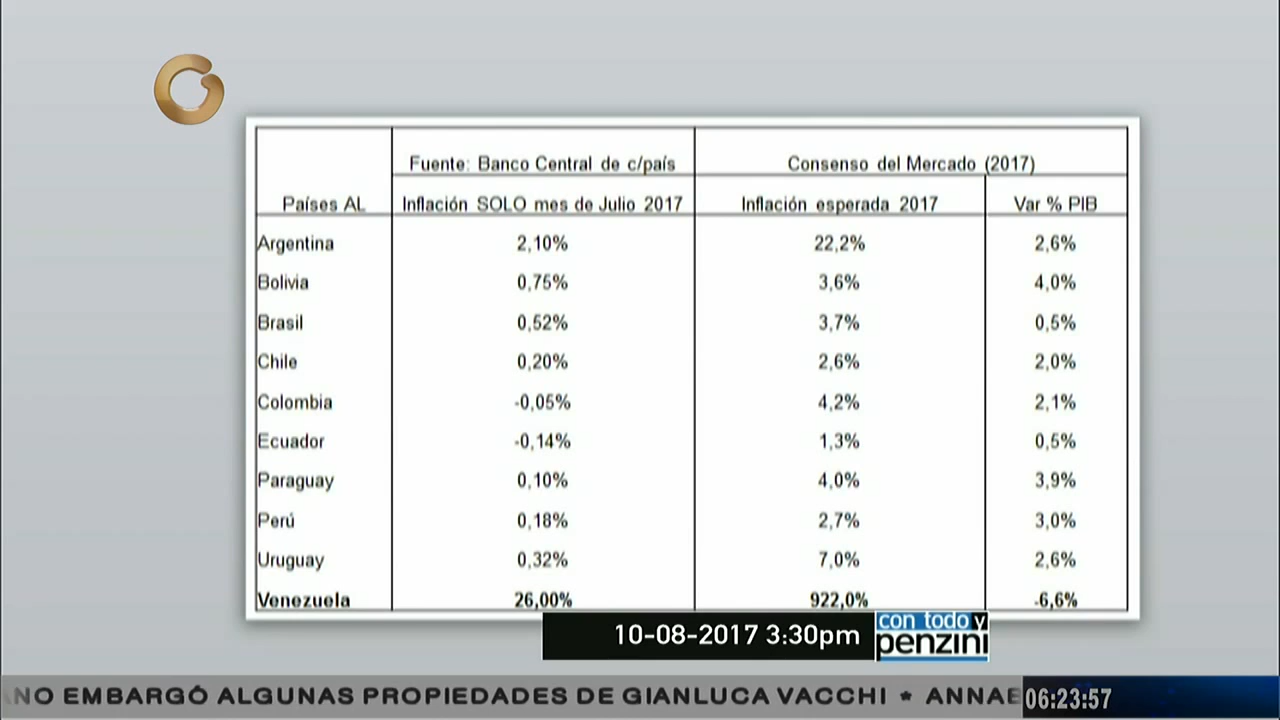 Fuente: Banco Central de c/país Consenso del Mercado (2017)
Países AL Inflación SOLO mes de Julio 2017 Inflación esperada 2017 Var % PIB
Argentina 2,10% 22,2% 2,6%
Bolivia 0,75% 3,6% 4,0%
Brasil 0,52% 3,7% 0,5%
Chile 0,20% 2,6% 2,0%
Colombia -0,05% 4,2% 2,1%
Ecuador -0,14% 1,3% 0,5%
Paraguay 0,10% 4,0% 3,9%
Perú 0,18% 2,7% 3,0%
Uruguay 0,32% 7,0% 2,6%
Venezuela 26,00% 922,0% -6,6%
10-08-2017 3:30pm con todo y
penzini
EMBARGÓ ALGUNAS PROPIEDADES DE GIANLUCA VACCHI * 06:23:57